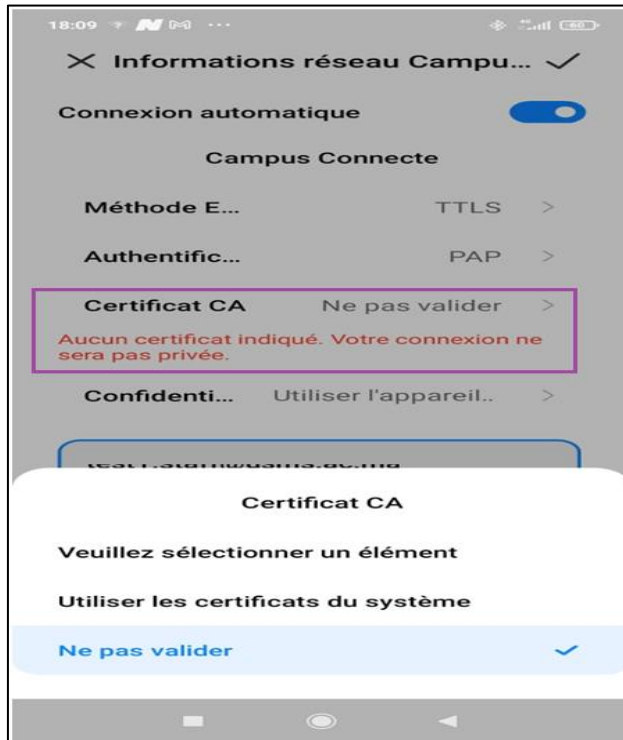 18:09 ...
60
Informations réseau Campu...
Connexion automatique
Campus Connecte
Méthode E... TTLS >
Authentific... PAP >
Certificat CA Ne pas valider >
Aucun certificat indiqué. Votre connexion ne
sera pas privée.
Confidenti... Utiliser l'appareil.. >
Certificat CA
Veuillez sélectionner un élément
Utiliser les certificats du système
Ne pas valider